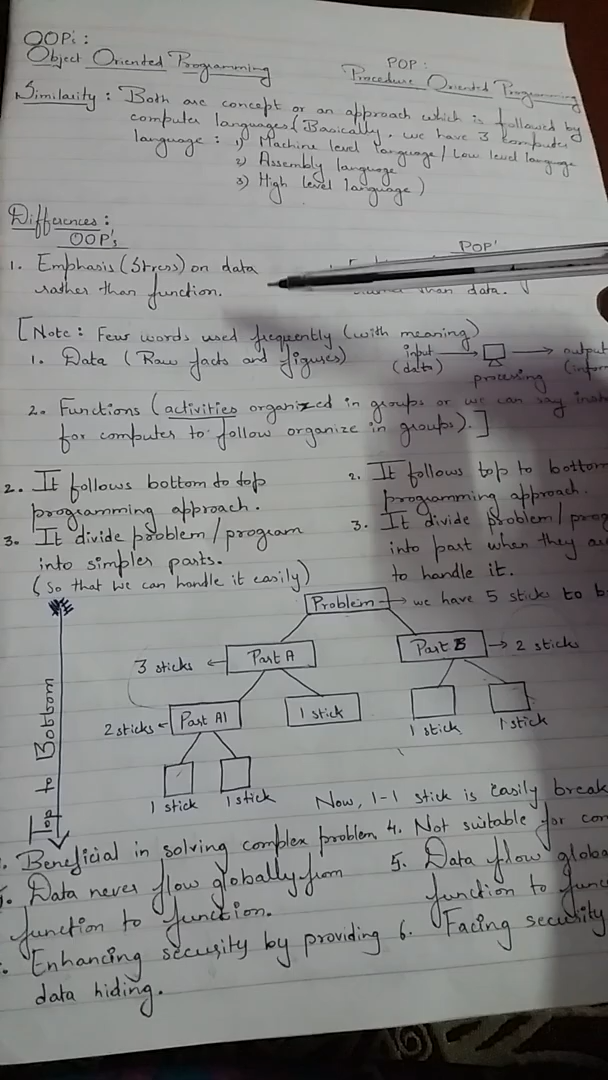 OOP's :
Object Oriented Programming
POP :
Procedure Oriented Programming
Similarity : Both are concept or an approach which is followed by
computer languages (Basically, we have 3 computer
language : 1) Machine level language / Low level language
2) Assembly language
3) High level language)
Differences :
OOP's
POP'
1. Emphasis (Stress) on data
rather than function.
than data.
[Note : Few words used frequently (with meaning)
1. Data (Raw facts and figures)
input
(data)
processing
output
2. Functions (activities organized in groups or we can say
for computer to follow organize in groups).]
2. It follows bottom to top
programming approach.
2. It follows top to bottom
programming approach.
3. It divide problem / program
into simpler parts.
(So that we can handle it easily)
3. It divide problem /
into part when they
to handle it.
Problem → we have 5 sticks to
3 sticks ← Part A
Part B → 2 sticks
2 sticks ← Part A1
1 stick
1 stick
1 stick
1 stick
1 stick
Top to Bottom
Now, 1-1 stick is easily break
. Beneficial in solving complex problem
4. Not suitable for
5. Data never flow globally from
function to function.
5. Data flow
function to
. Enhancing security by providing
data hiding.
6. Facing security